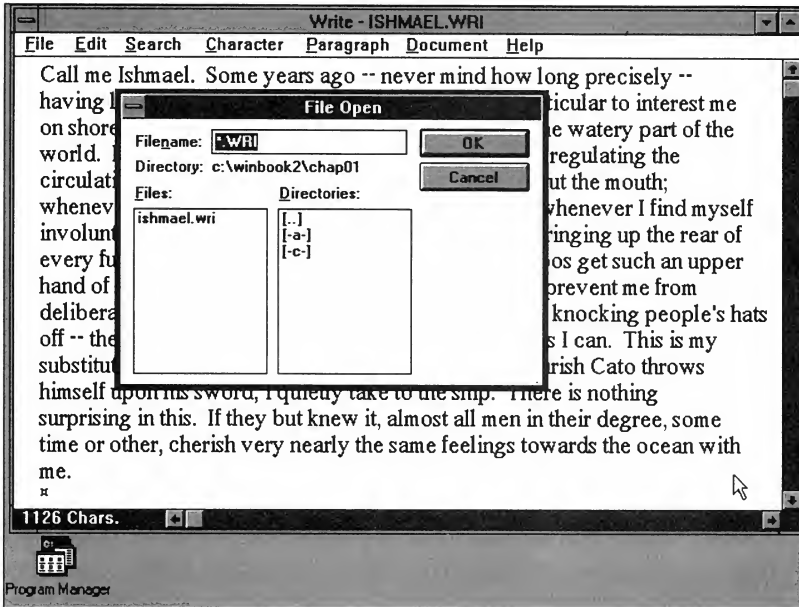 Write - ISHMAEL.WRI
File Edit Search Character Paragraph Document Help
Call me Ishmael. Some years ago -- never mind how long precisely --
having ticular to interest me
on shore e watery part of the
world. regulating the
circulati ut the mouth;
whenev whenever I find myself
involunt ringing up the rear of
every fu pos get such an upper
hand of prevent me from
delibera knocking people's hats
off -- the s I can. This is my
substitut rish Cato throws
himself upon his sword, I quietly take to the ship. There is nothing
surprising in this. If they but knew it, almost all men in their degree, some
time or other, cherish very nearly the same feelings towards the ocean with
me.
¤
File Open
Filename: *.WRI
OK
Directory: c:\winbook2\chap01
Cancel
Files: Directories:
ishmael.wri [..]
[-a-]
[-c-]
1126 Chars.
C:
Program Manager